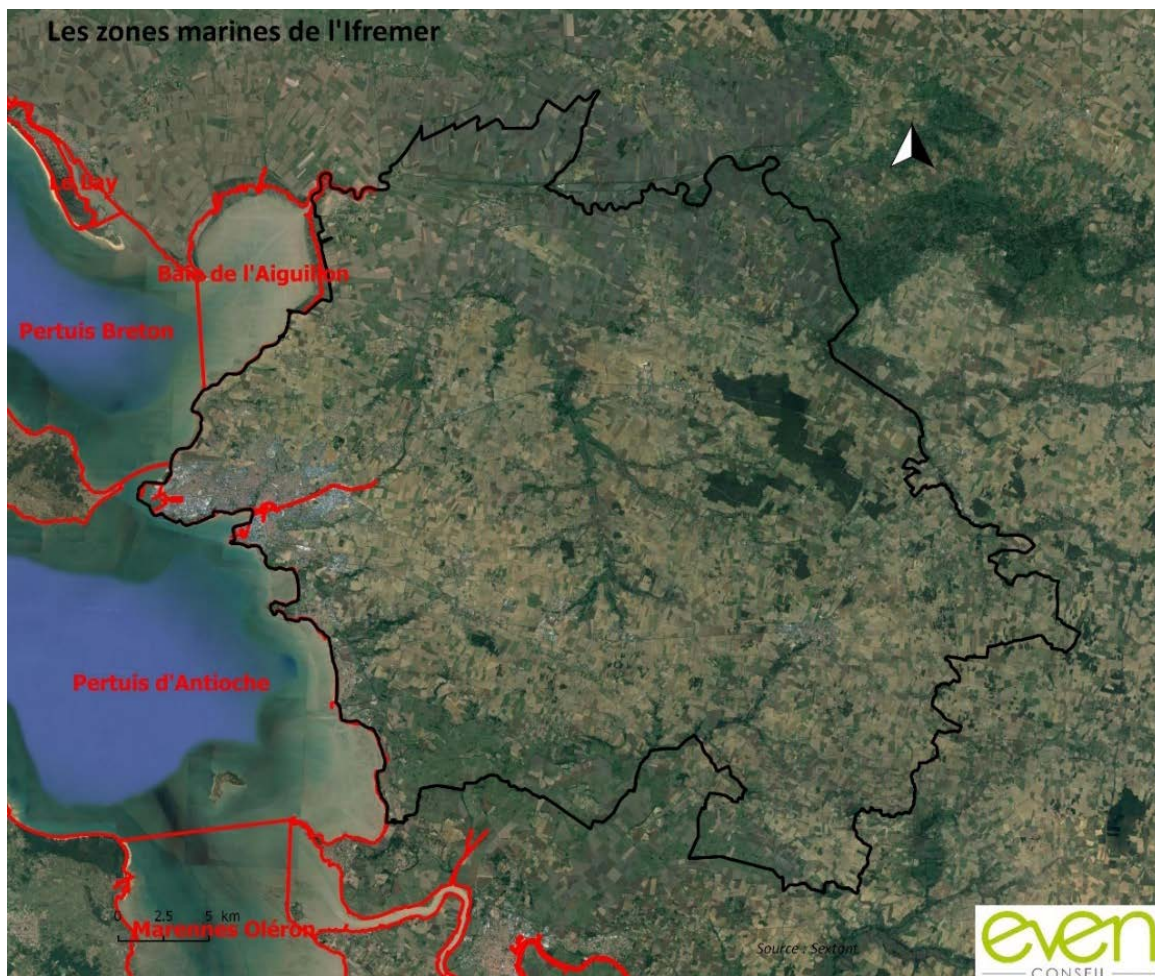 Les zones marines de l'Ifremer
Le Lay
Baie de l'Aiguillon
Pertuis Breton
Pertuis d'Antioche
0 2.5 5 km
Marennes Oléron
Source : Sextant
even
CONSEIL